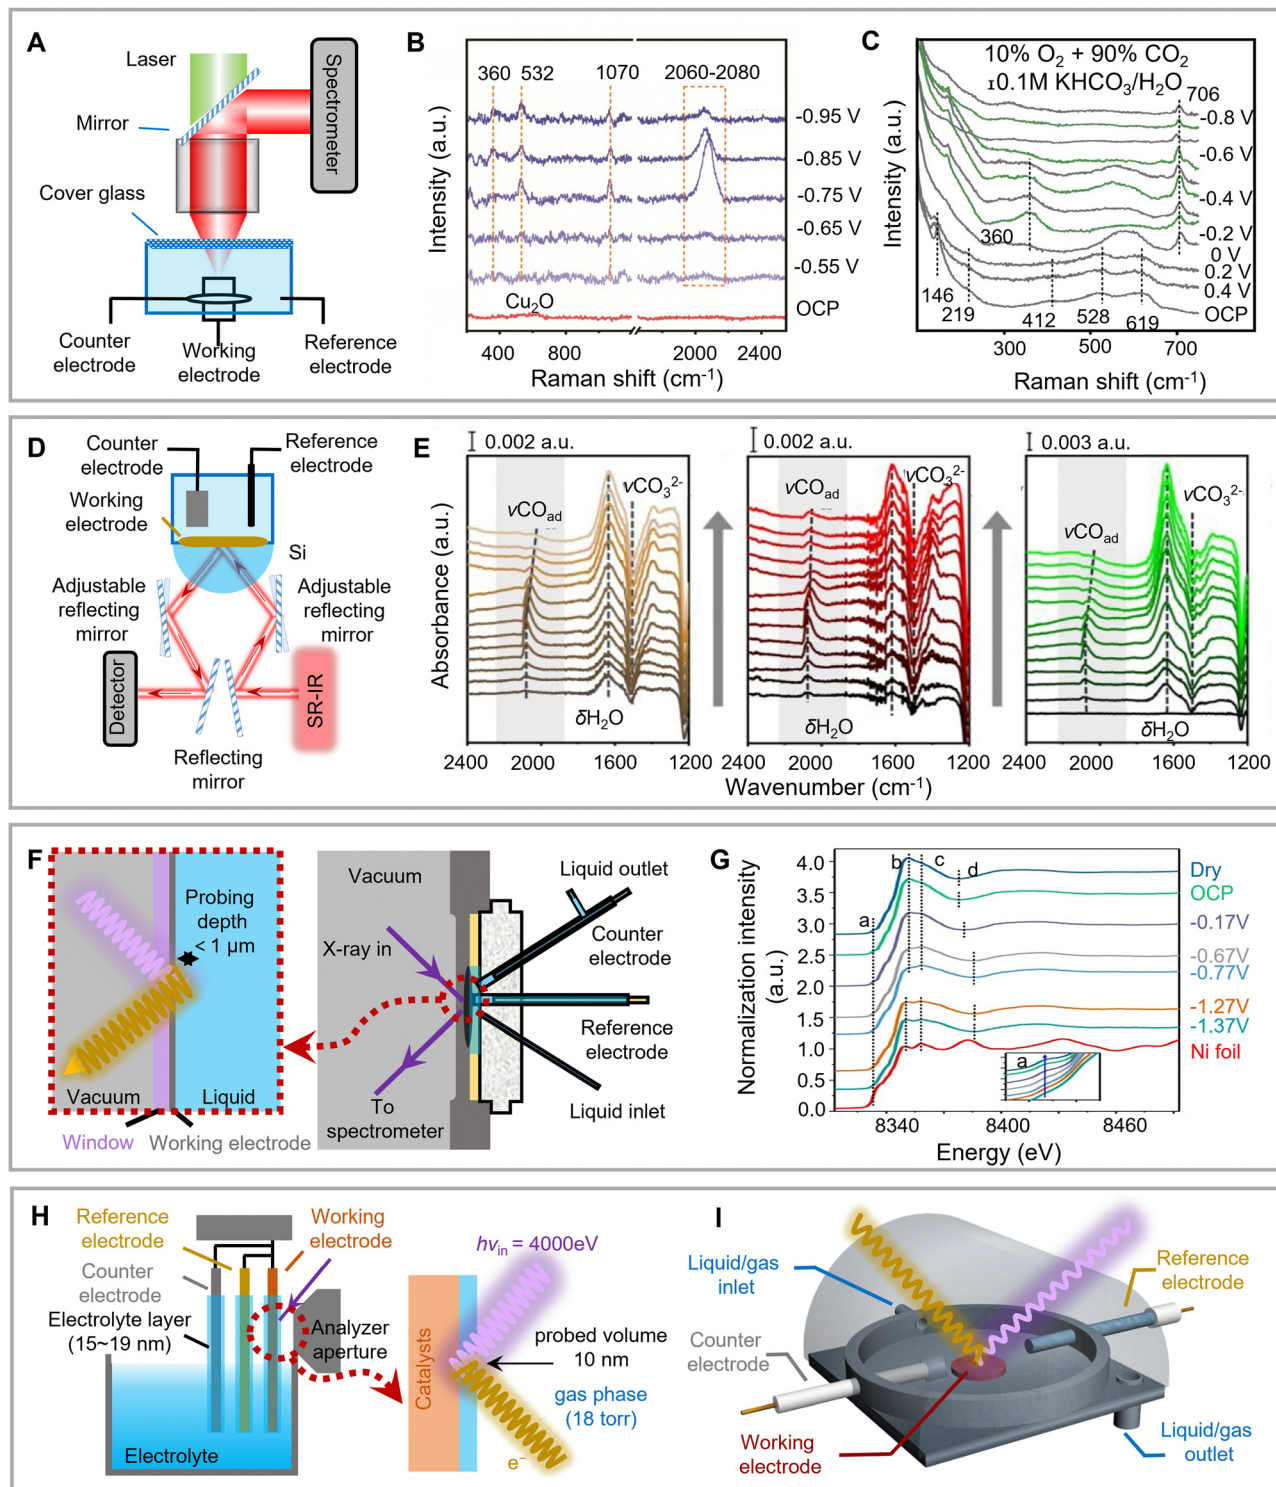 A
Laser
Mirror
Spectrometer
Cover glass
Counter
electrode
Working
electrode
Reference
electrode
B
Intensity (a.u.)
360 532 1070 2060-2080
-0.95 V
-0.85 V
-0.75 V
-0.65 V
-0.55 V
Cu2O
OCP
400 800 2000 2400
Raman shift (cm-1)
C
Intensity (a.u.)
10% O2 + 90% CO2
0.1M KHCO3/H2O
706
-0.8 V
-0.6 V
-0.4 V
-0.2 V
360
0 V
0.2 V
0.4 V
OCP
146
219
412
528
619
300 500 700
Raman shift (cm-1)
D
Counter
electrode
Reference
electrode
Working
electrode
Si
Adjustable
reflecting
mirror
Adjustable
reflecting
mirror
Detector
SR-IR
Reflecting
mirror
E
Absorbance (a.u.)
0.002 a.u.
νCOad
νCO32-
δH2O
2400 2000 1600 1200
0.002 a.u.
νCOad
νCO32-
δH2O
2400 2000 1600 1200
0.003 a.u.
νCOad
νCO32-
δH2O
2400 2000 1600 1200
Wavenumber (cm-1)
F
Probing
depth
< 1 μm
Vacuum
Liquid
Window
Working electrode
Vacuum
X-ray in
To
spectrometer
Liquid outlet
Counter
electrode
Reference
electrode
Liquid inlet
G
Normalization intensity
(a.u.)
4.0
3.5
3.0
2.5
2.0
1.5
1.0
0.5
0.0
a
b
c
d
a
Dry
OCP
-0.17V
-0.67V
-0.77V
-1.27V
-1.37V
Ni foil
8340 8400 8460
Energy (eV)
H
Reference
electrode
Working
electrode
Counter
electrode
Electrolyte layer
(15~19 nm)
Analyzer
aperture
Electrolyte
hνin = 4000eV
Catalysts
probed volume
10 nm
gas phase
(18 torr)
e−
I
Liquid/gas
inlet
Reference
electrode
Counter
electrode
Working
electrode
Liquid/gas
outlet